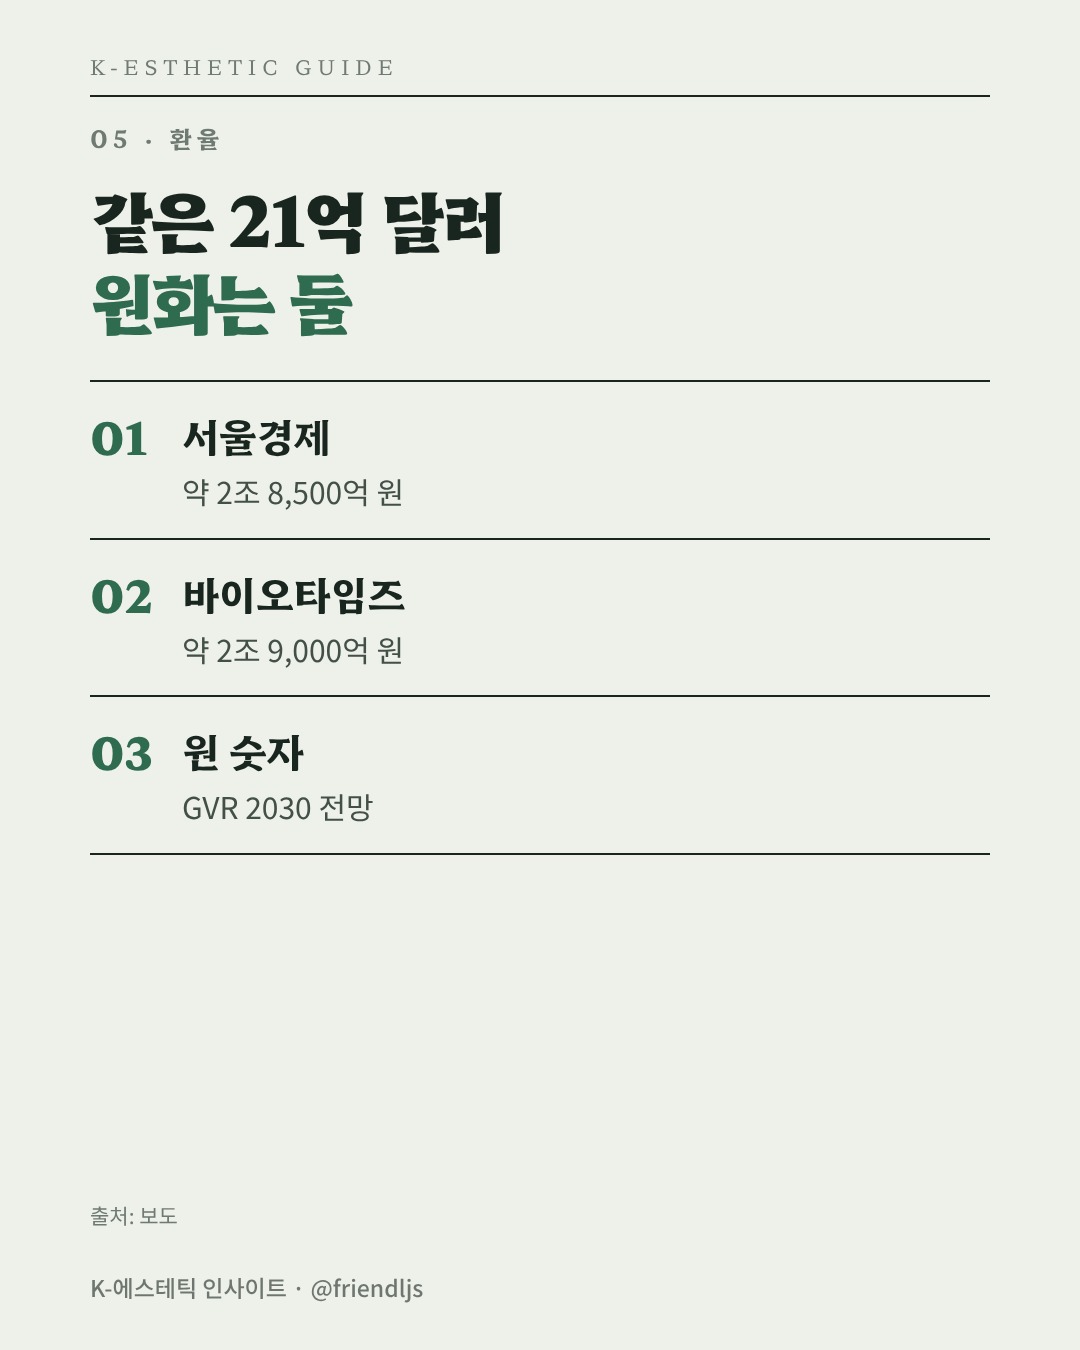 K-ESTHETIC GUIDE
05 · 환율
같은 21억 달러
원화는 둘
01 서울경제
약 2조 8,500억 원
02 바이오타임즈
약 2조 9,000억 원
03 원 숫자
GVR 2030 전망
출처: 보도
K-에스테틱 인사이트 · @friendljs